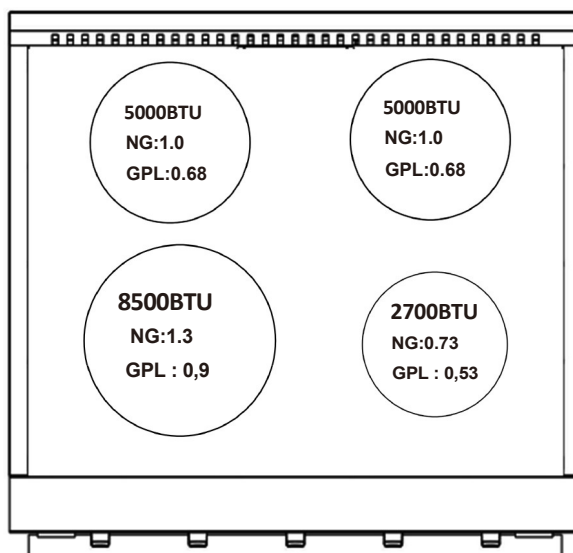 5000BTU
NG:1.0
GPL:0.68
5000BTU
NG:1.0
GPL:0.68
8500BTU
NG:1.3
GPL : 0,9
2700BTU
NG:0.73
GPL : 0,53